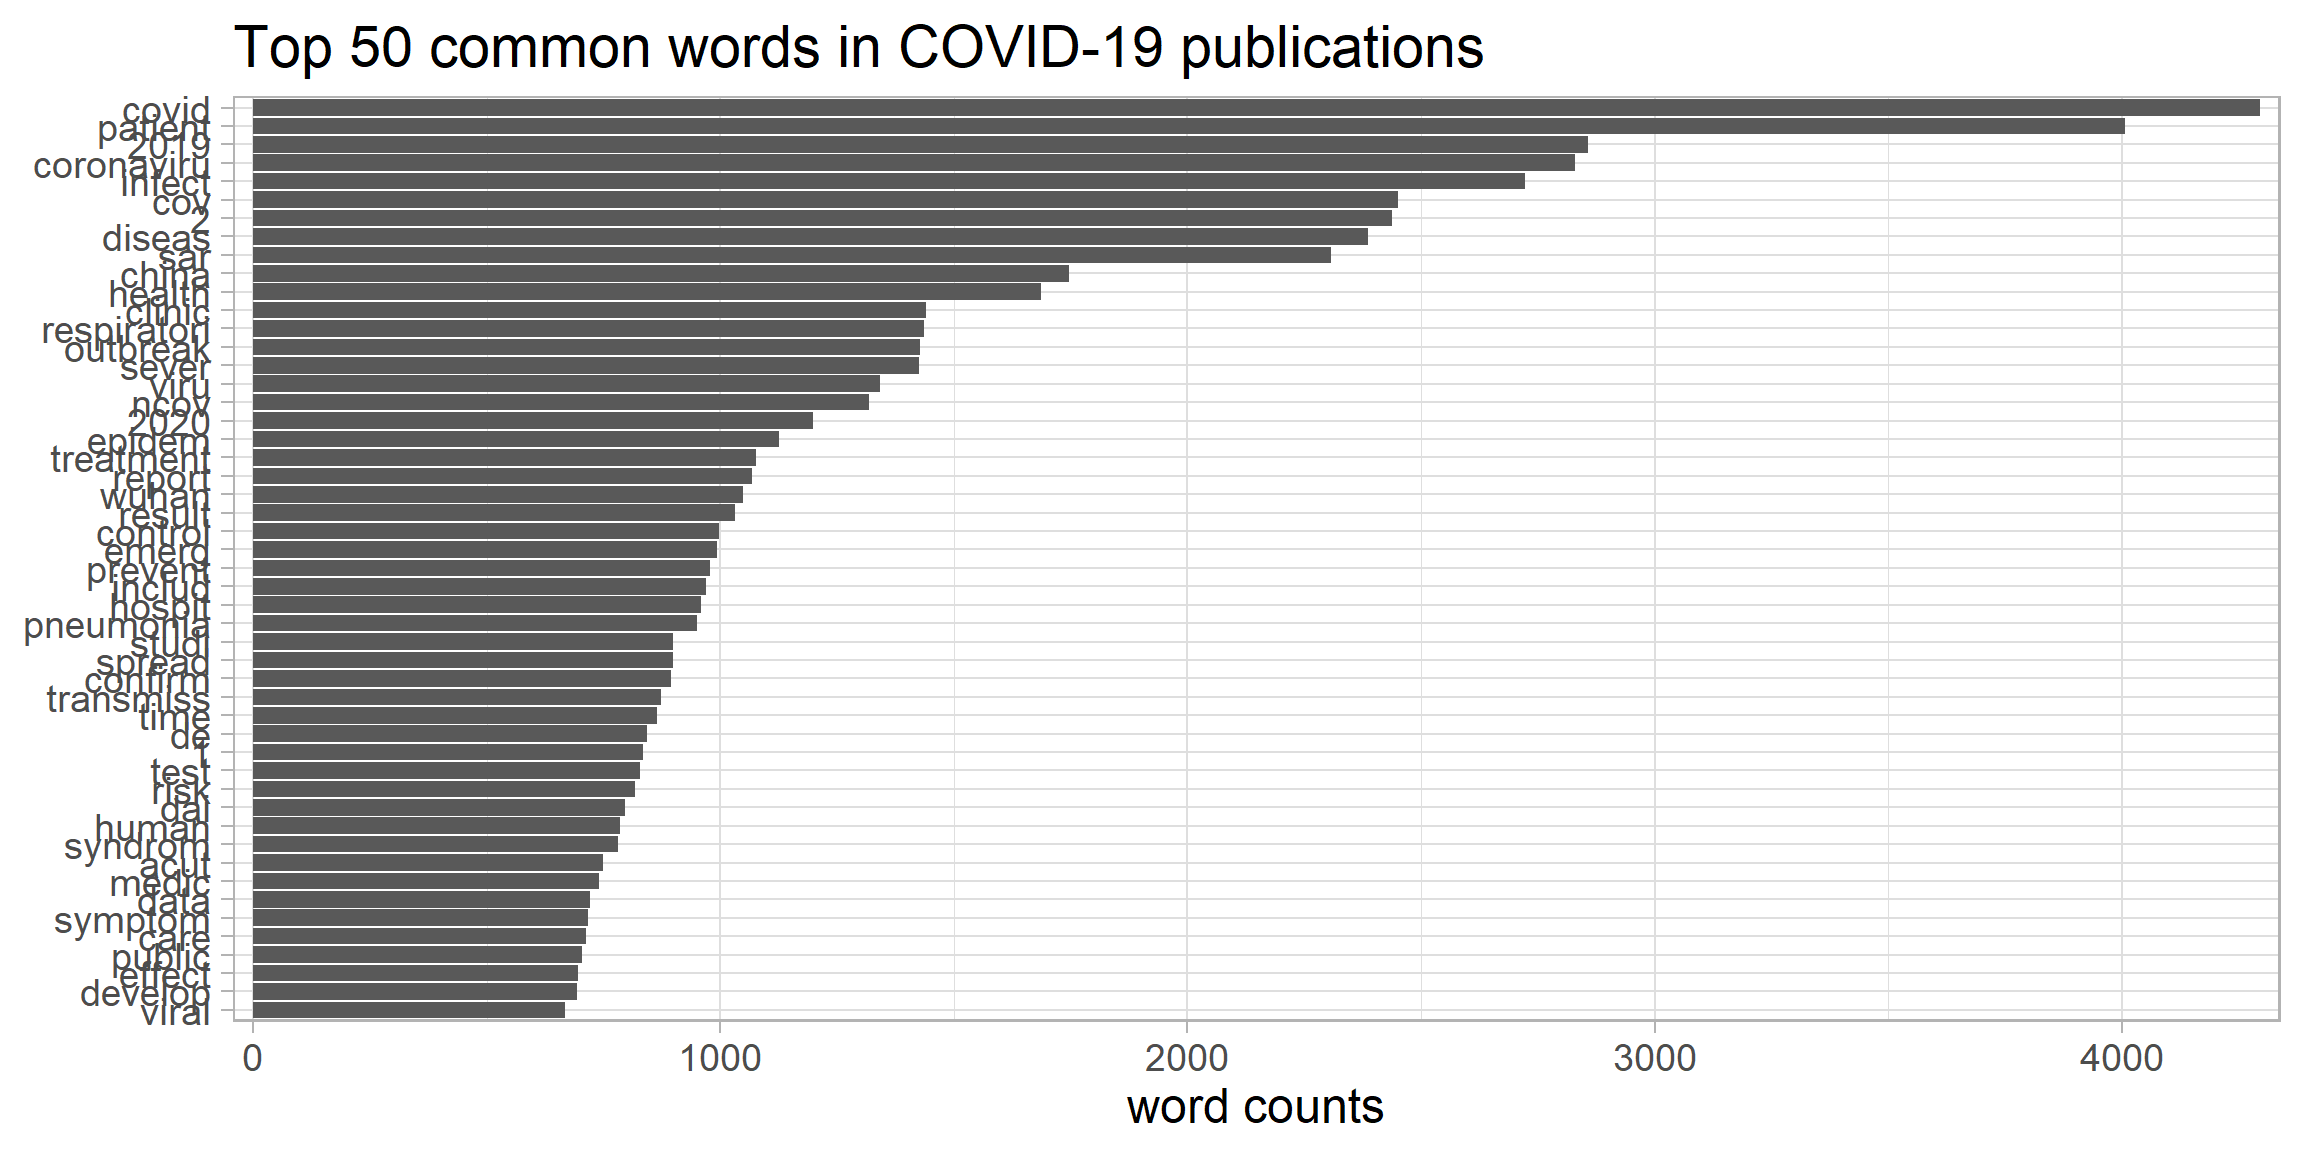 Top 50 common words in COVID-19 publications
covid
patient
2019
coronaviru
infect
cov
2
diseas
sar
china
health
clinic
respiratori
outbreak
sever
viru
ncov
2020
epidem
treatment
report
wuhan
result
control
emerg
prevent
includ
hospit
pneumonia
studi
spread
confirm
transmiss
time
de
1
test
risk
dai
human
syndrom
acut
medic
data
symptom
care
public
effect
develop
viral
0 1000 2000 3000 4000
word counts